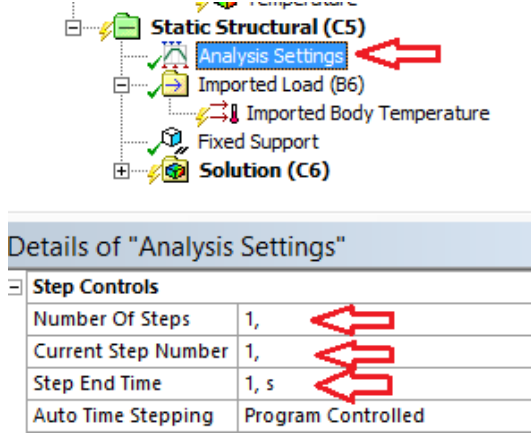 Temperature
Static Structural (C5)
Analysis Settings
Imported Load (B6)
Imported Body Temperature
Fixed Support
Solution (C6)
Details of "Analysis Settings"
Step Controls
Number Of Steps 1,
Current Step Number 1,
Step End Time 1, s
Auto Time Stepping Program Controlled